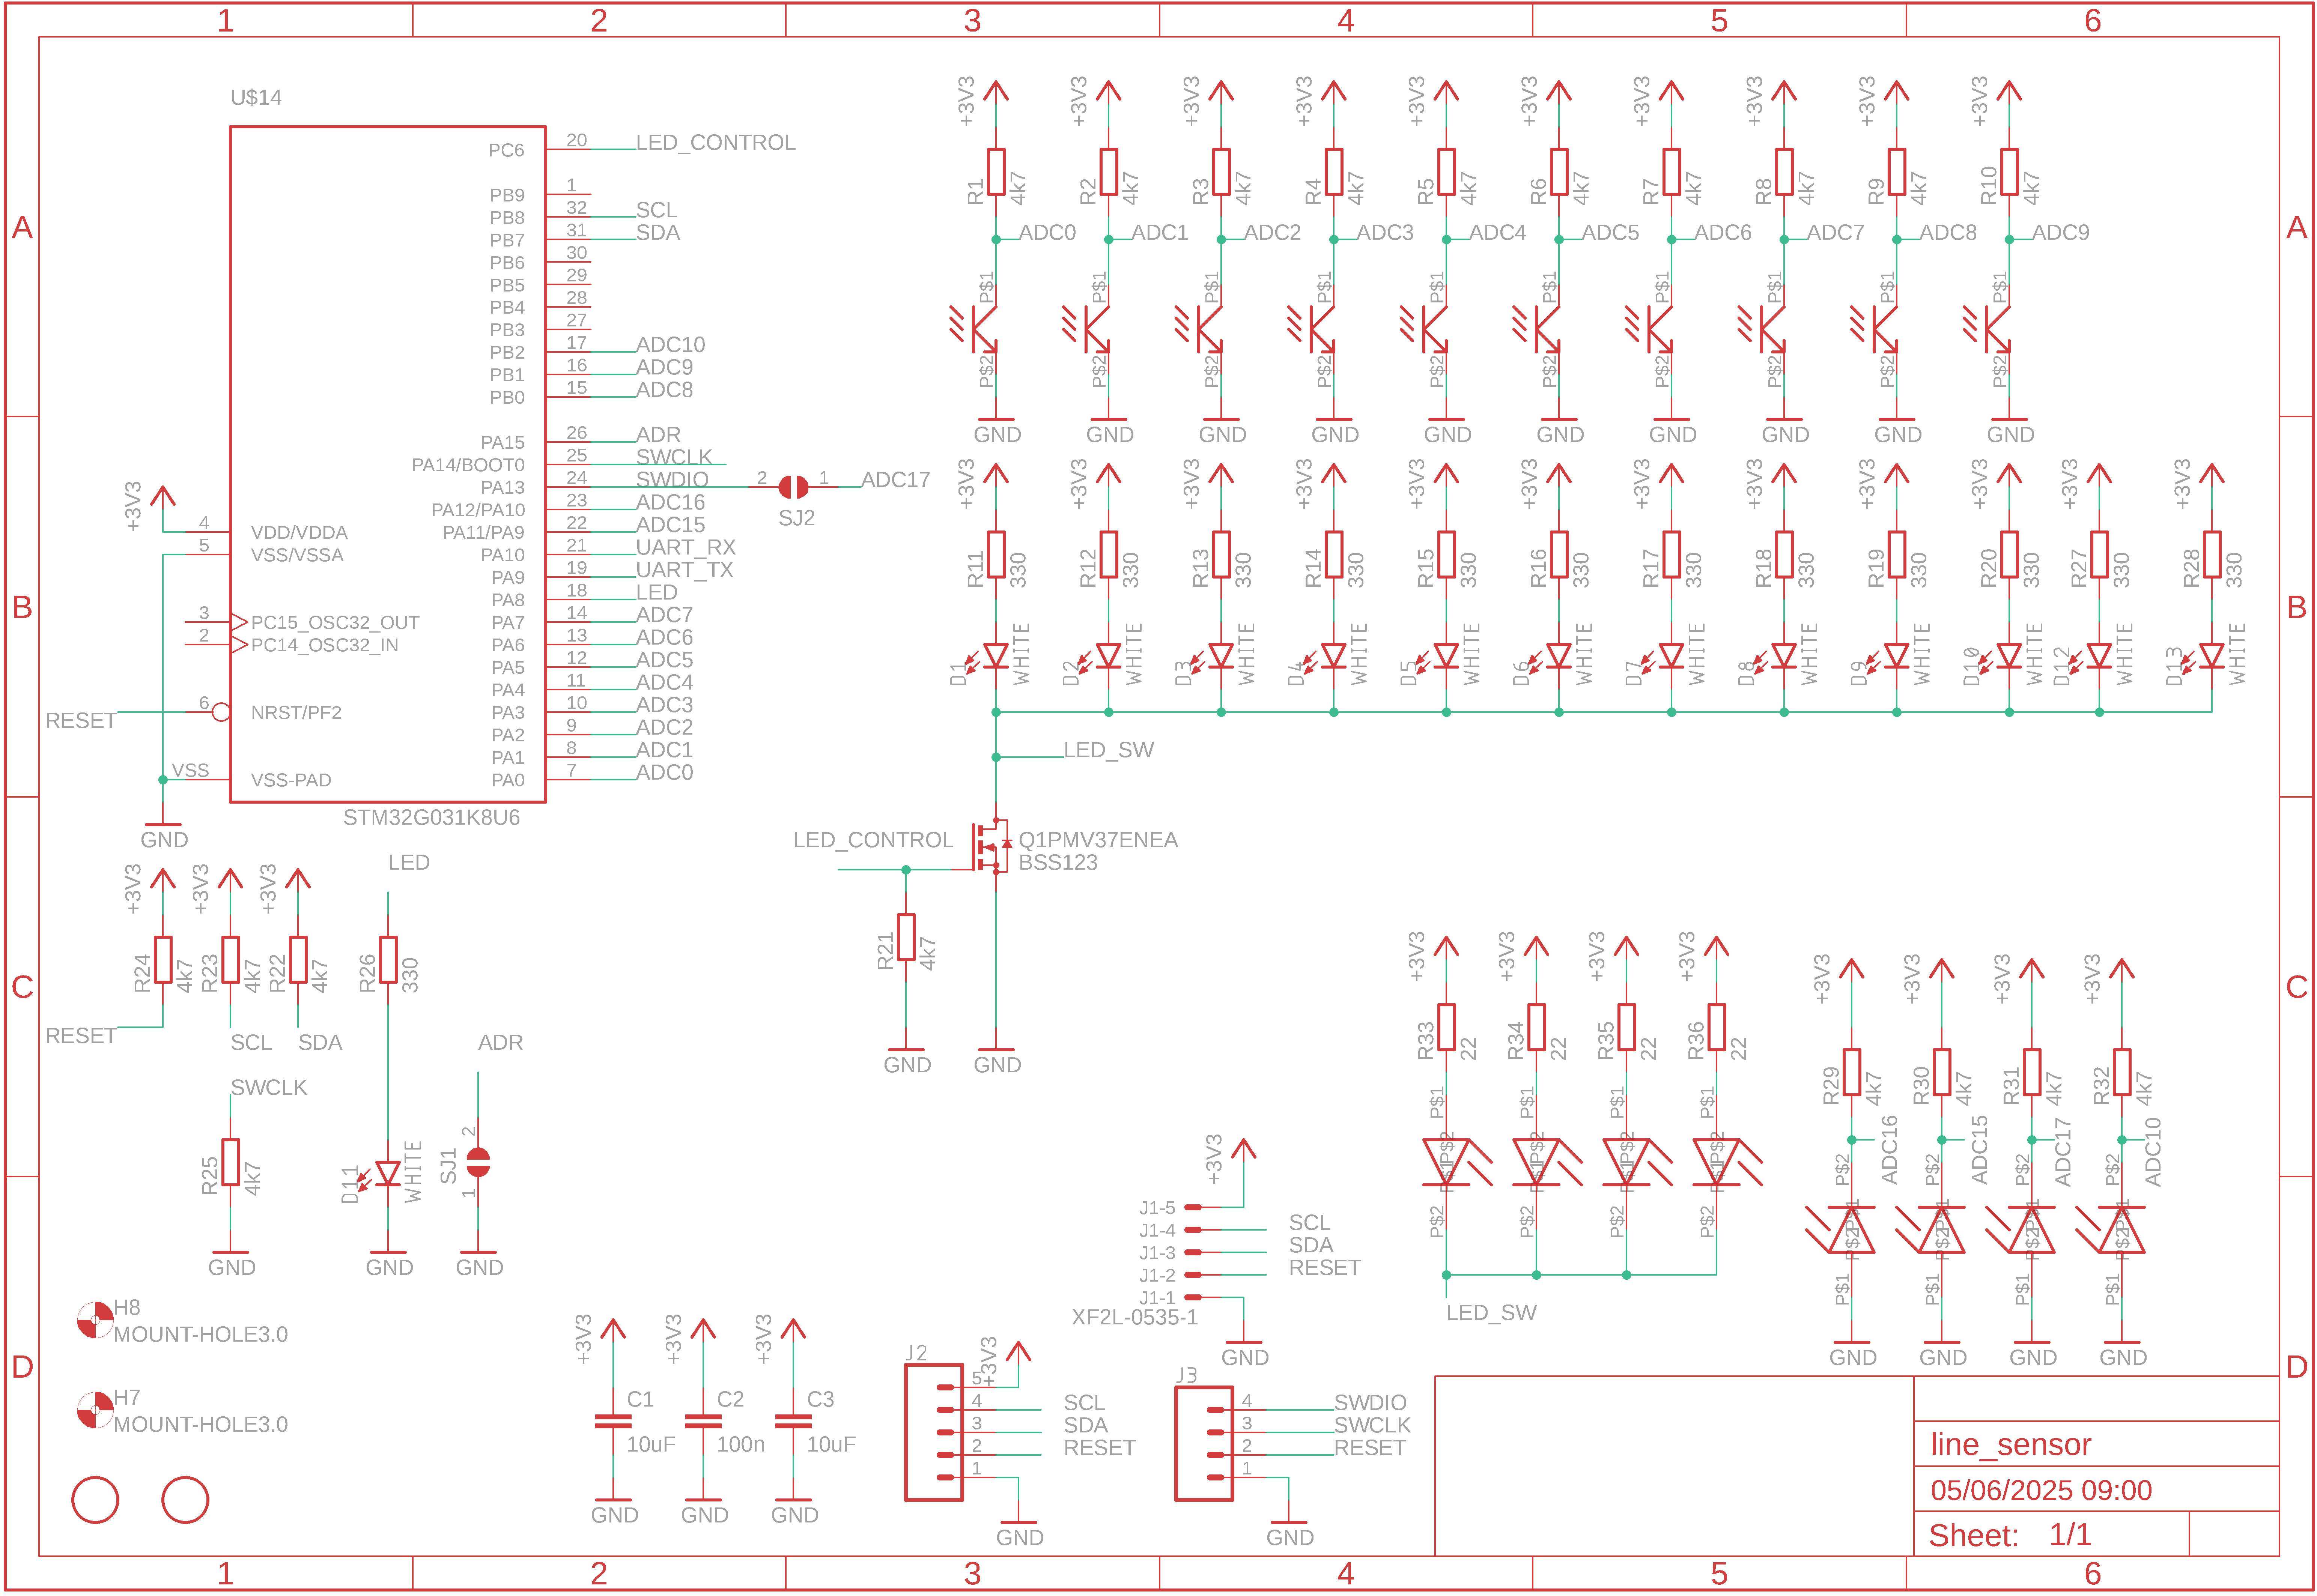 1 2 3 4 5 6
A A
B B
C C
D D
U$14
PC6 20 LED_CONTROL
PB9 1
PB8 32 SCL
PB7 31 SDA
PB6 30
PB5 29
PB4 28
PB3 27
PB2 17 ADC10
PB1 16 ADC9
PB0 15 ADC8
PA15 26 ADR
PA14/BOOT0 25 SWCLK
PA13 24 SWDIO 2 1 ADC17
SJ2
PA12/PA10 23 ADC16
PA11/PA9 22 ADC15
PA10 21 UART_RX
PA9 19 UART_TX
PA8 18 LED
PA7 14 ADC7
PA6 13 ADC6
PA5 12 ADC5
PA4 11 ADC4
PA3 10 ADC3
PA2 9 ADC2
PA1 8 ADC1
PA0 7 ADC0
+3V3
4 VDD/VDDA
5 VSS/VSSA
3 PC15_OSC32_OUT
2 PC14_OSC32_IN
RESET 6 NRST/PF2
VSS VSS-PAD
STM32G031K8U6
GND
+3V3 +3V3 +3V3 +3V3 +3V3 +3V3 +3V3 +3V3 +3V3 +3V3
R1 4k7 R2 4k7 R3 4k7 R4 4k7 R5 4k7 R6 4k7 R7 4k7 R8 4k7 R9 4k7 R10 4k7
ADC0 ADC1 ADC2 ADC3 ADC4 ADC5 ADC6 ADC7 ADC8 ADC9
P$1 P$1 P$1 P$1 P$1 P$1 P$1 P$1 P$1 P$1
P$2 P$2 P$2 P$2 P$2 P$2 P$2 P$2 P$2 P$2
GND GND GND GND GND GND GND GND GND GND
+3V3 +3V3 +3V3 +3V3 +3V3 +3V3 +3V3 +3V3 +3V3 +3V3 +3V3 +3V3
R11 330 R12 330 R13 330 R14 330 R15 330 R16 330 R17 330 R18 330 R19 330 R20 330 R27 330 R28 330
D1 WHITE D2 WHITE D3 WHITE D4 WHITE D5 WHITE D6 WHITE D7 WHITE D8 WHITE D9 WHITE D10 WHITE D12 WHITE D13 WHITE
LED_SW
LED_CONTROL
Q1PMV37ENEA
BSS123
R21 4k7
GND GND
+3V3 +3V3 +3V3 LED
R24 4k7 R23 4k7 R22 4k7 R26 330
RESET SCL SDA ADR
SWCLK
R25 4k7
D11 WHITE
SJ1 2 1
GND GND GND
H8
MOUNT-HOLE3.0
H7
MOUNT-HOLE3.0
+3V3 +3V3 +3V3
C1 C2 C3
10uF 100n 10uF
GND GND GND
+3V3
J1-5
J1-4 SCL
J1-3 SDA
J1-2 RESET
J1-1
XF2L-0535-1
GND
J2 +3V3
5
4 SCL
3 SDA
2 RESET
1
GND
J3
4 SWDIO
3 SWCLK
2 RESET
1
GND
+3V3 +3V3 +3V3 +3V3
R33 22 R34 22 R35 22 R36 22
P$1 P$1 P$1 P$1
P$2 P$2 P$2 P$2
P$1 P$1 P$1 P$1
P$2 P$2 P$2 P$2
LED_SW
+3V3 +3V3 +3V3 +3V3
R29 4k7 R30 4k7 R31 4k7 R32 4k7
ADC16 ADC15 ADC17 ADC10
P$2 P$2 P$2 P$2
P$1 P$1 P$1 P$1
P$2 P$2 P$2 P$2
P$1 P$1 P$1 P$1
GND GND GND GND
line_sensor
05/06/2025 09:00
Sheet: 1/1
1 2 3 4 5 6